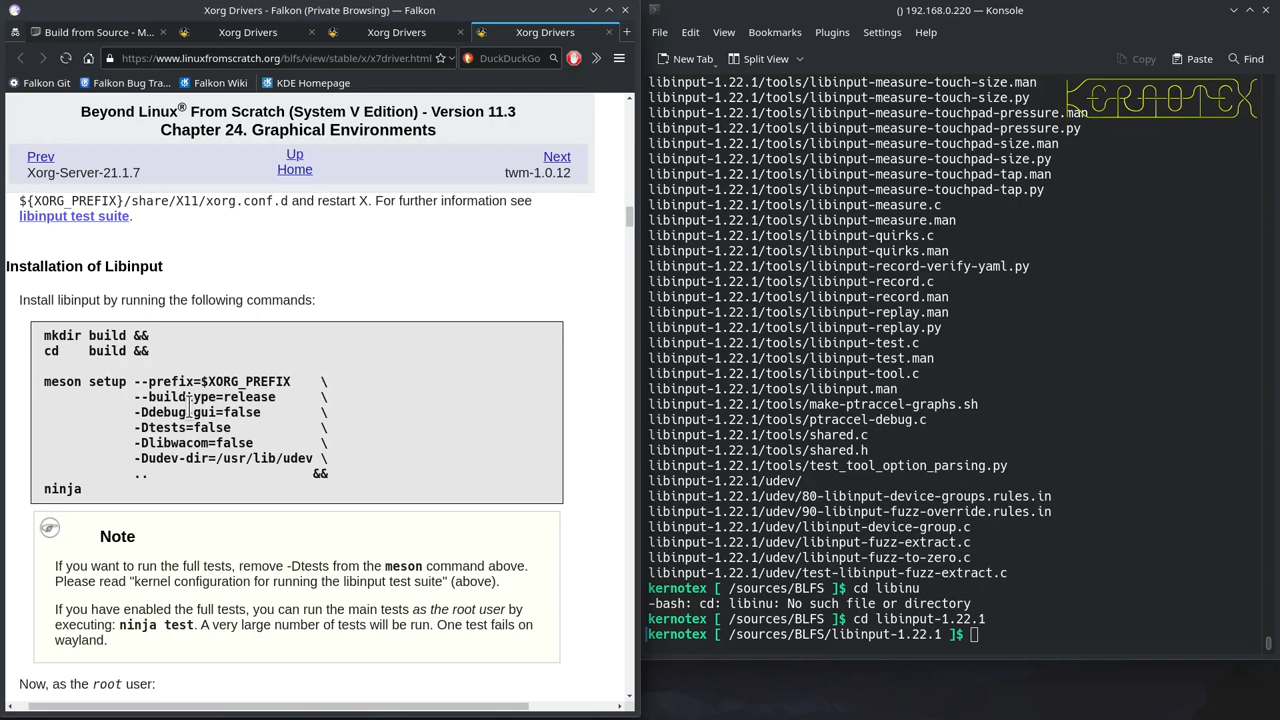 Xorg Drivers – Falkon (Private Browsing) — Falkon
Build from Source - M...
Xorg Drivers
Xorg Drivers
Xorg Drivers
https://www.linuxfromscratch.org/blfs/view/stable/x/x7driver.html
DuckDuckGo
Falkon Git
Falkon Bug Tra...
Falkon Wiki
KDE Homepage
Beyond Linux® From Scratch (System V Edition) - Version 11.3
Chapter 24. Graphical Environments
Prev
Up
Next
Xorg-Server-21.1.7
Home
twm-1.0.12
${XORG_PREFIX}/share/X11/xorg.conf.d and restart X. For further information see
libinput test suite.
Installation of Libinput
Install libinput by running the following commands:
mkdir build &&
cd    build &&
meson setup --prefix=$XORG_PREFIX    \
--buildtype=release      \
-Ddebug-gui=false        \
-Dtests=false            \
-Dlibwacom=false         \
-Dudev-dir=/usr/lib/udev \
..                      &&
ninja
Note
If you want to run the full tests, remove -Dtests from the meson command above.
Please read "kernel configuration for running the libinput test suite" (above).
If you have enabled the full tests, you can run the main tests as the root user by
executing: ninja test. A very large number of tests will be run. One test fails on
wayland.
Now, as the root user:
() 192.168.0.220 — Konsole
File Edit View Bookmarks Plugins Settings Help
New Tab
Split View
Copy
Paste
Find
KERNOTEX
libinput-1.22.1/tools/libinput-measure-touch-size.man
libinput-1.22.1/tools/libinput-measure-touch-size.py
libinput-1.22.1/tools/libinput-measure-touchpad-pressure.man
libinput-1.22.1/tools/libinput-measure-touchpad-pressure.py
libinput-1.22.1/tools/libinput-measure-touchpad-size.man
libinput-1.22.1/tools/libinput-measure-touchpad-size.py
libinput-1.22.1/tools/libinput-measure-touchpad-tap.man
libinput-1.22.1/tools/libinput-measure-touchpad-tap.py
libinput-1.22.1/tools/libinput-measure.c
libinput-1.22.1/tools/libinput-measure.man
libinput-1.22.1/tools/libinput-quirks.c
libinput-1.22.1/tools/libinput-quirks.man
libinput-1.22.1/tools/libinput-record-verify-yaml.py
libinput-1.22.1/tools/libinput-record.c
libinput-1.22.1/tools/libinput-record.man
libinput-1.22.1/tools/libinput-replay.man
libinput-1.22.1/tools/libinput-replay.py
libinput-1.22.1/tools/libinput-test.c
libinput-1.22.1/tools/libinput-test.man
libinput-1.22.1/tools/libinput-tool.c
libinput-1.22.1/tools/libinput.man
libinput-1.22.1/tools/make-ptraccel-graphs.sh
libinput-1.22.1/tools/ptraccel-debug.c
libinput-1.22.1/tools/shared.c
libinput-1.22.1/tools/shared.h
libinput-1.22.1/tools/test_tool_option_parsing.py
libinput-1.22.1/udev/
libinput-1.22.1/udev/80-libinput-device-groups.rules.in
libinput-1.22.1/udev/90-libinput-fuzz-override.rules.in
libinput-1.22.1/udev/libinput-device-group.c
libinput-1.22.1/udev/libinput-fuzz-extract.c
libinput-1.22.1/udev/libinput-fuzz-to-zero.c
libinput-1.22.1/udev/test-libinput-fuzz-extract.c
kernotex [ /sources/BLFS ]$ cd libinu
-bash: cd: libinu: No such file or directory
kernotex [ /sources/BLFS ]$ cd libinput-1.22.1
kernotex [ /sources/BLFS/libinput-1.22.1 ]$